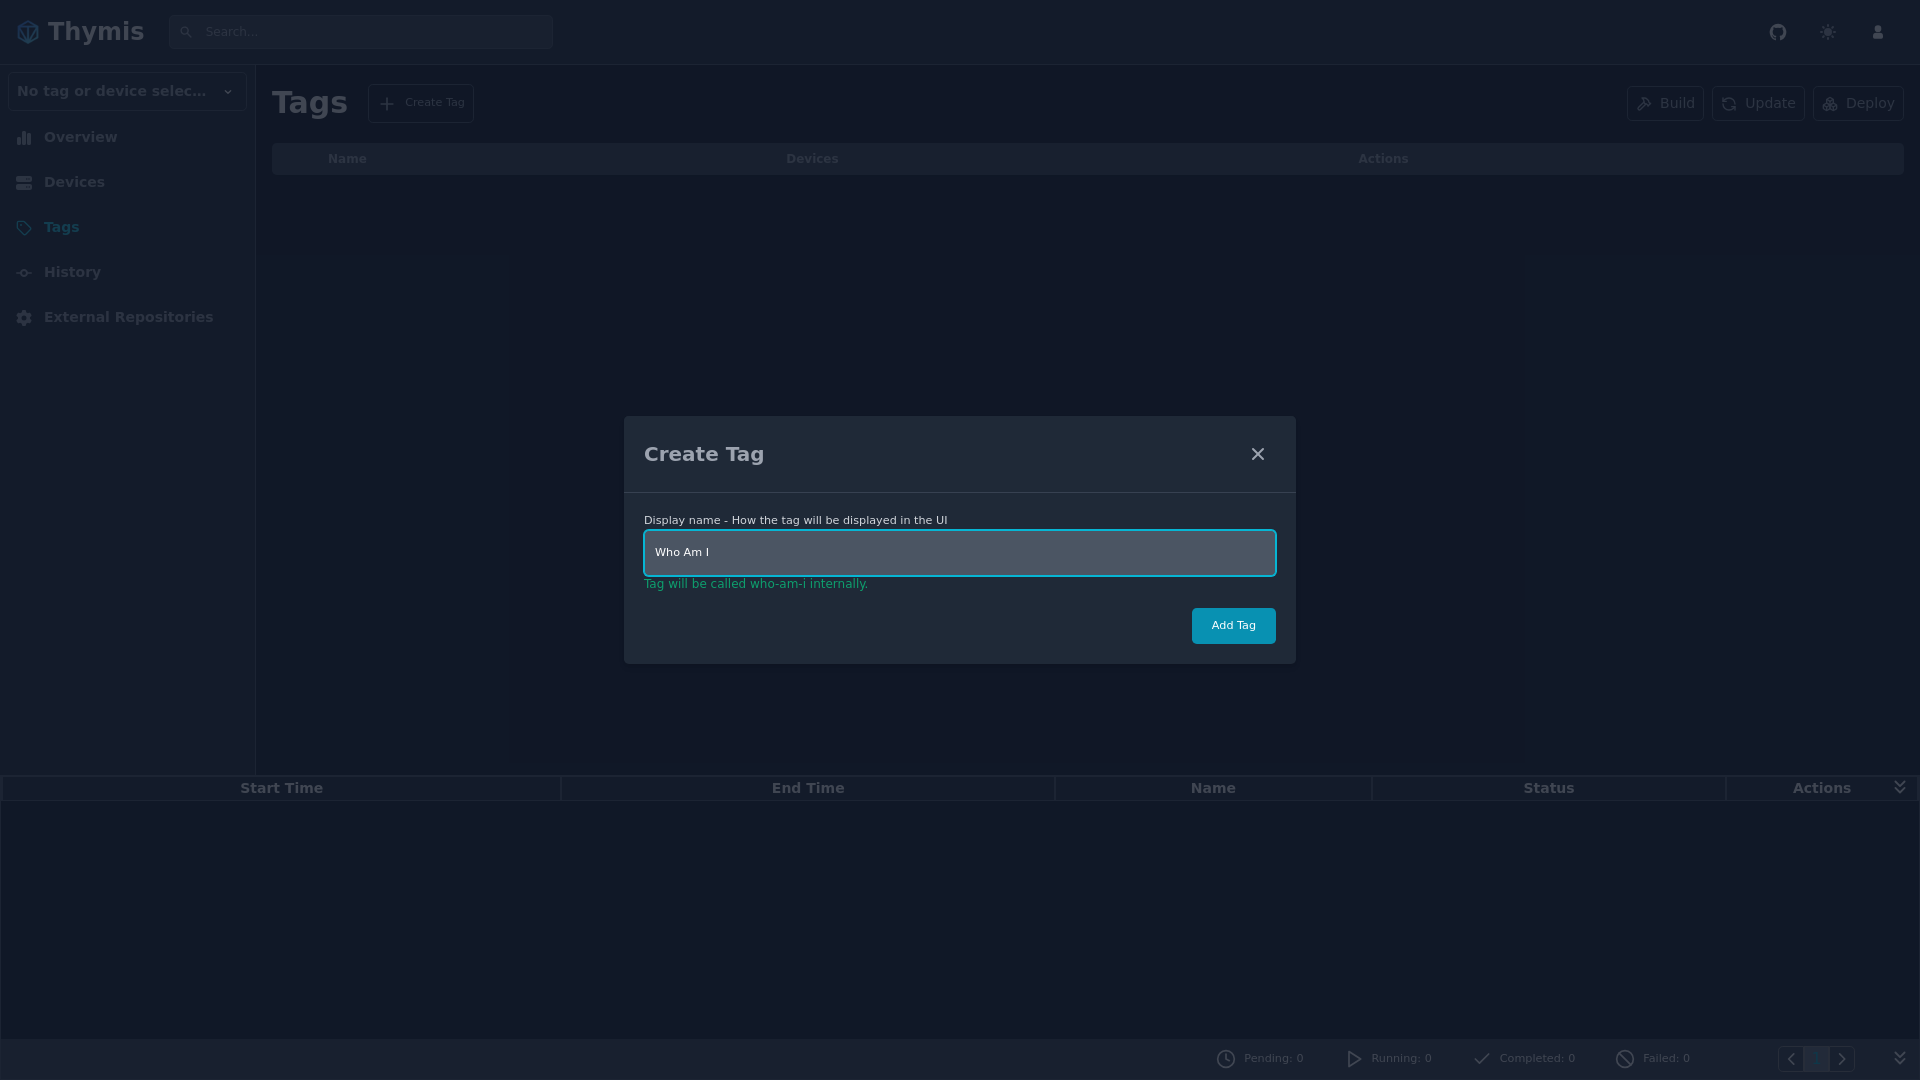 Thymis
Search...
No tag or device selec...
Overview
Devices
Tags
History
External Repositories
Tags
Create Tag
Build
Update
Deploy
Name
Devices
Actions
Create Tag
Display name - How the tag will be displayed in the UI
Who Am I
Tag will be called who-am-i internally.
Add Tag
Start Time
End Time
Name
Status
Actions
Pending: 0
Running: 0
Completed: 0
Failed: 0